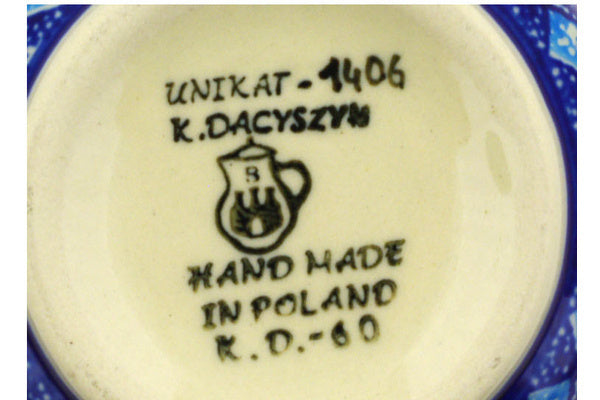 UNIKAT - 1406
K. DACYSZYN
B
HAND MADE
IN POLAND
K. D. - 60